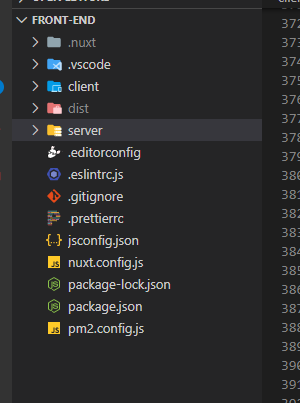 FRONT-END
.nuxt
.vscode
client
dist
server
.editorconfig
.eslintrc.js
.gitignore
.prettierrc
jsconfig.json
nuxt.config.js
package-lock.json
package.json
pm2.config.js
372
373
374
375
376
377
378
379
380
381
382
383
384
385
386
387
388
389
390
391